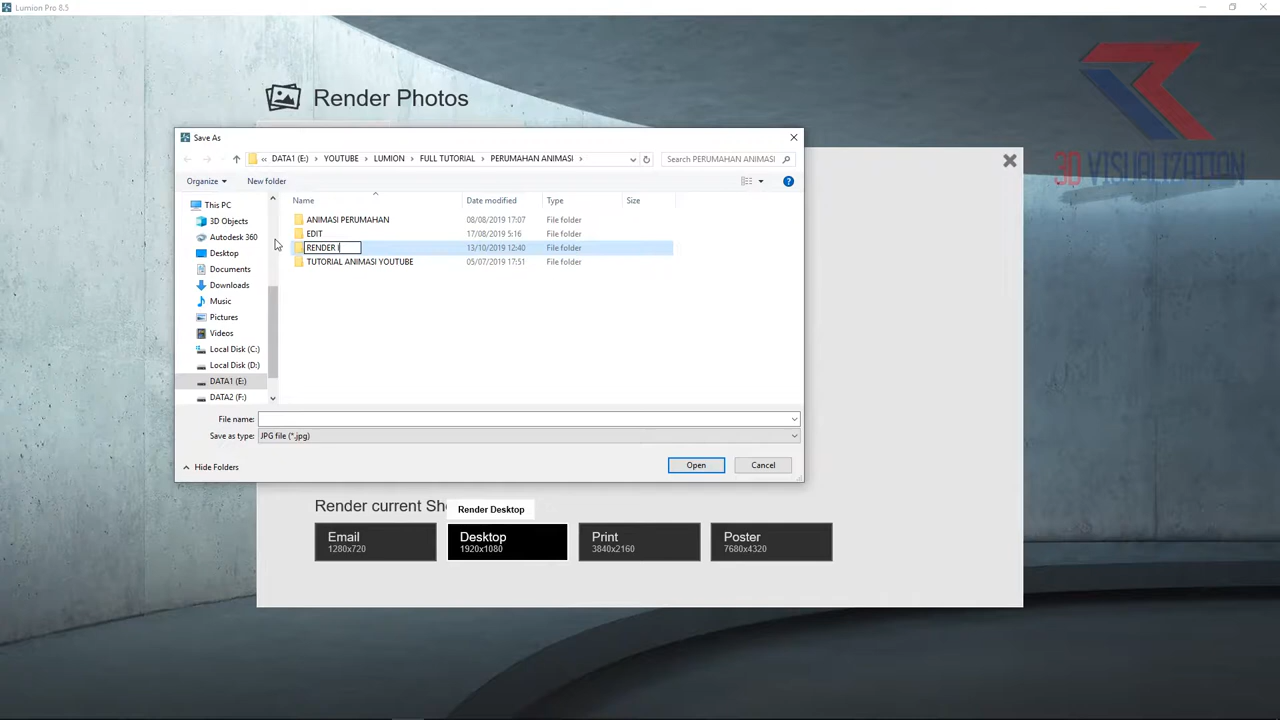 Lumion Pro 8.5
Render Photos
3D VISUALIZATION
Save As
« DATA1 (E:) > YOUTUBE > LUMION > FULL TUTORIAL > PERUMAHAN ANIMASI >
Search PERUMAHAN ANIMASI
Organize
New folder
Name Date modified Type Size
This PC
3D Objects
Autodesk 360
Desktop
Documents
Downloads
Music
Pictures
Videos
Local Disk (C:)
Local Disk (D:)
DATA1 (E:)
DATA2 (F:)
ANIMASI PERUMAHAN 08/08/2019 17:07 File folder
EDIT 17/08/2019 5:16 File folder
RENDER I 13/10/2019 12:40 File folder
TUTORIAL ANIMASI YOUTUBE 05/07/2019 17:51 File folder
File name:
Save as type: JPG file (*.jpg)
Hide Folders
Open
Cancel
Render current Sh
Render Desktop
Email
1280x720
Desktop
1920x1080
Print
3840x2160
Poster
7680x4320